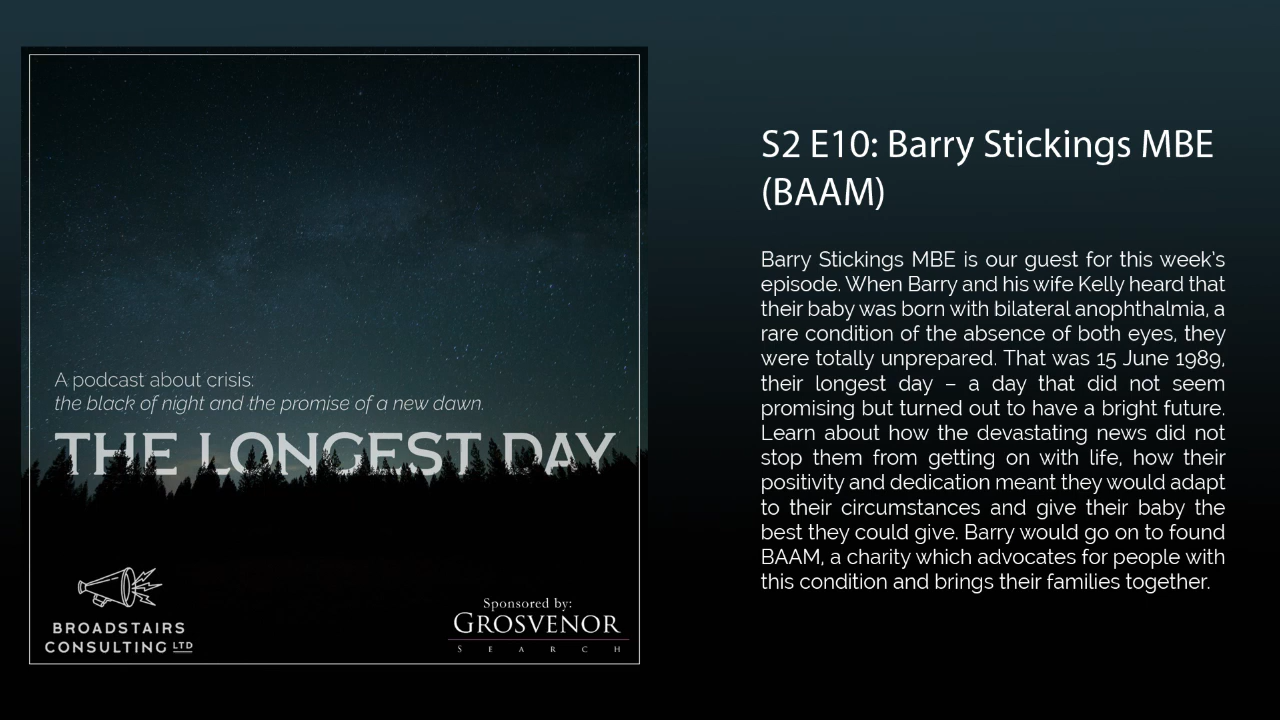 A podcast about crisis:
the black of night and the promise of a new dawn.
THE LONGEST DAY
BROADSTAIRS
CONSULTING LTD
Sponsored by:
GROSVENOR
SEARCH
S2 E10: Barry Stickings MBE
(BAAM)
Barry Stickings MBE is our guest for this week's
episode. When Barry and his wife Kelly heard that
their baby was born with bilateral anophthalmia, a
rare condition of the absence of both eyes, they
were totally unprepared. That was 15 June 1989,
their longest day – a day that did not seem
promising but turned out to have a bright future.
Learn about how the devastating news did not
stop them from getting on with life, how their
positivity and dedication meant they would adapt
to their circumstances and give their baby the
best they could give. Barry would go on to found
BAAM, a charity which advocates for people with
this condition and brings their families together.